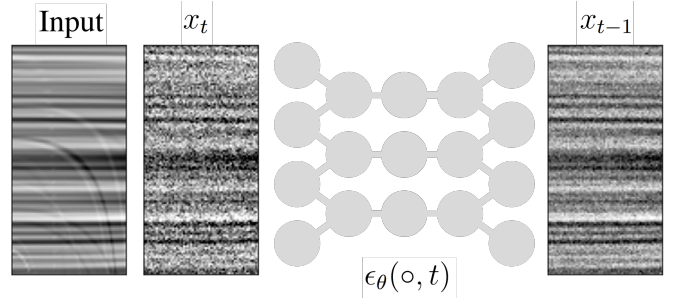 Input
x_t
x_{t-1}
ϵ_θ(∘, t)